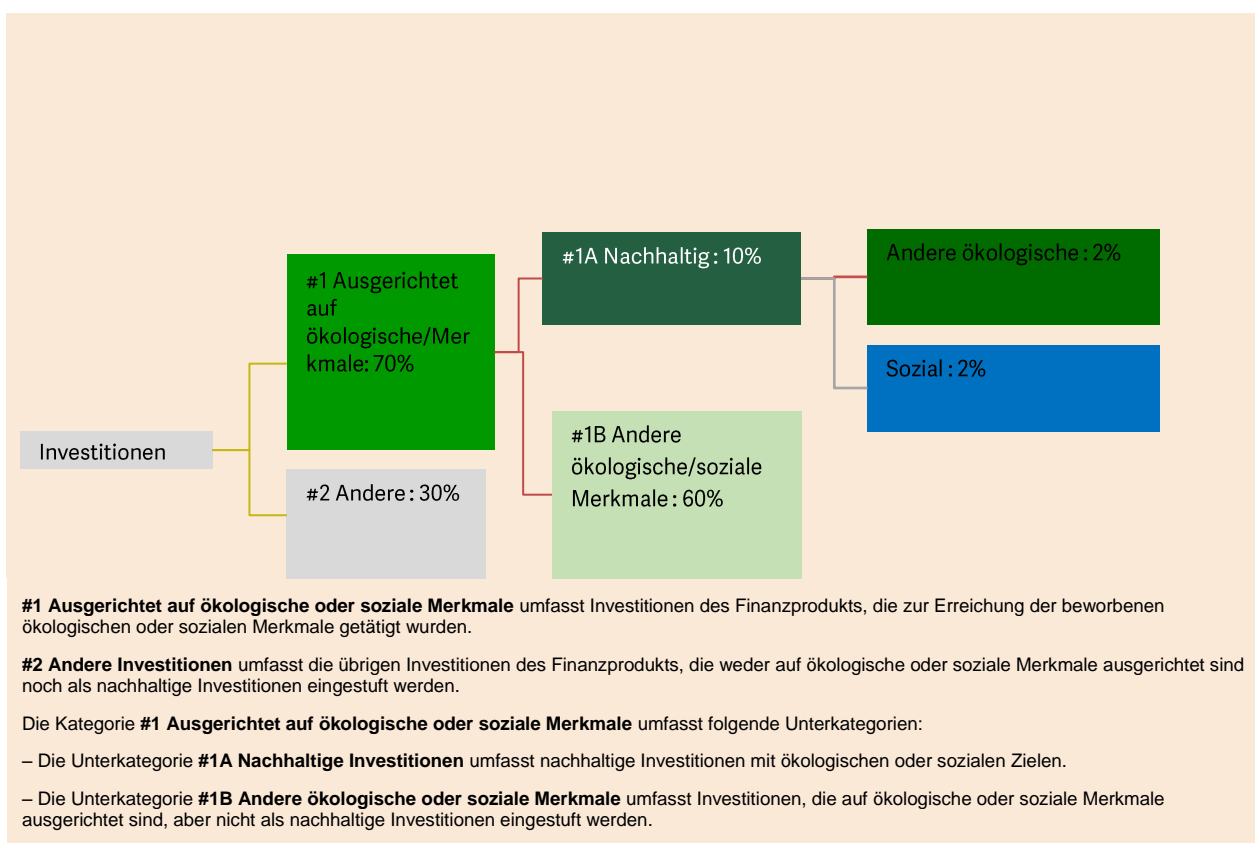 #1A Nachhaltig : 10%
Andere ökologische : 2%
#1 Ausgerichtet
auf
ökologische/Mer
kmale: 70%
Sozial : 2%
Investitionen
#1B Andere
ökologische/soziale
Merkmale : 60%
#2 Andere : 30%
#1 Ausgerichtet auf ökologische oder soziale Merkmale umfasst Investitionen des Finanzprodukts, die zur Erreichung der beworbenen
ökologischen oder sozialen Merkmale getätigt wurden.
#2 Andere Investitionen umfasst die übrigen Investitionen des Finanzprodukts, die weder auf ökologische oder soziale Merkmale ausgerichtet sind
noch als nachhaltige Investitionen eingestuft werden.
Die Kategorie #1 Ausgerichtet auf ökologische oder soziale Merkmale umfasst folgende Unterkategorien:
– Die Unterkategorie #1A Nachhaltige Investitionen umfasst nachhaltige Investitionen mit ökologischen oder sozialen Zielen.
– Die Unterkategorie #1B Andere ökologische oder soziale Merkmale umfasst Investitionen, die auf ökologische oder soziale Merkmale
ausgerichtet sind, aber nicht als nachhaltige Investitionen eingestuft werden.